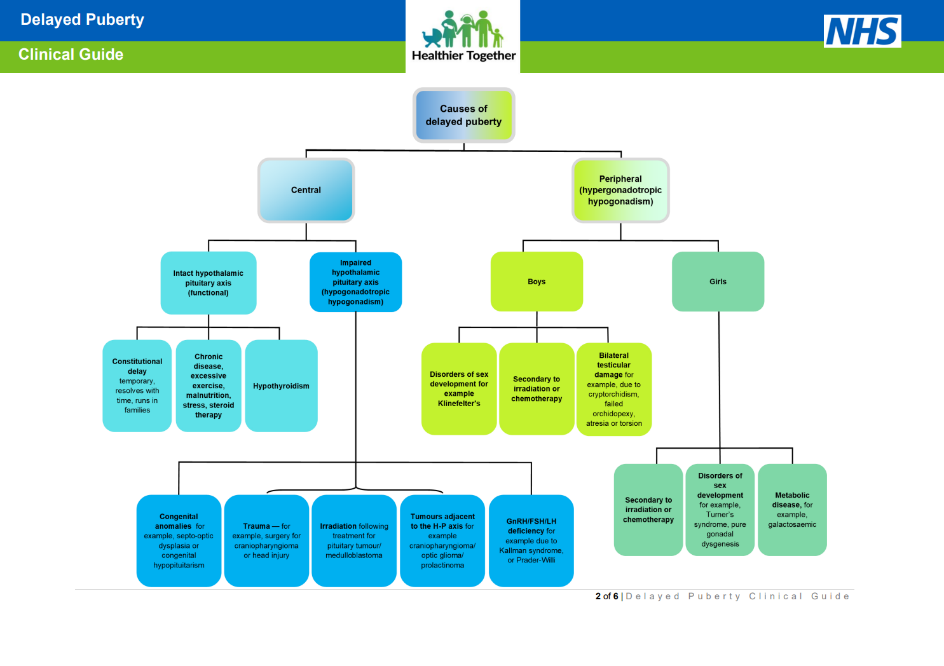 Delayed Puberty
Clinical Guide
Healthier Together
NHS
Causes of
delayed puberty
Central
Peripheral
(hypergonadotropic
hypogonadism)
Intact hypothalamic
pituitary axis
(functional)
Impaired
hypothalamic
pituitary axis
(hypogonadotropic
hypogonadism)
Boys
Girls
Constitutional
delay
temporary,
resolves with
time, runs in
families
Chronic
disease,
excessive
exercise,
malnutrition,
stress, steroid
therapy
Hypothyroidism
Disorders of sex
development for
example
Klinefelter's
Secondary to
irradiation or
chemotherapy
Bilateral
testicular
damage for
example, due to
cryptorchidism,
failed
orchidopexy,
atresia or torsion
Secondary to
irradiation or
chemotherapy
Disorders of
sex
development
for example,
Turner's
syndrome, pure
gonadal
dysgenesis
Metabolic
disease, for
example,
galactosaemic
Congenital
anomalies for
example, septo-optic
dysplasia or
congenital
hypopituitarism
Trauma — for
example, surgery for
craniopharyngioma
or head injury
Irradiation following
treatment for
pituitary tumour/
medulloblastoma
Tumours adjacent
to the H-P axis for
example
craniopharyngioma/
optic glioma/
prolactinoma
GnRH/FSH/LH
deficiency for
example due to
Kallman syndrome,
or Prader-Willi
2 of 6 | Delayed Puberty Clinical Guide